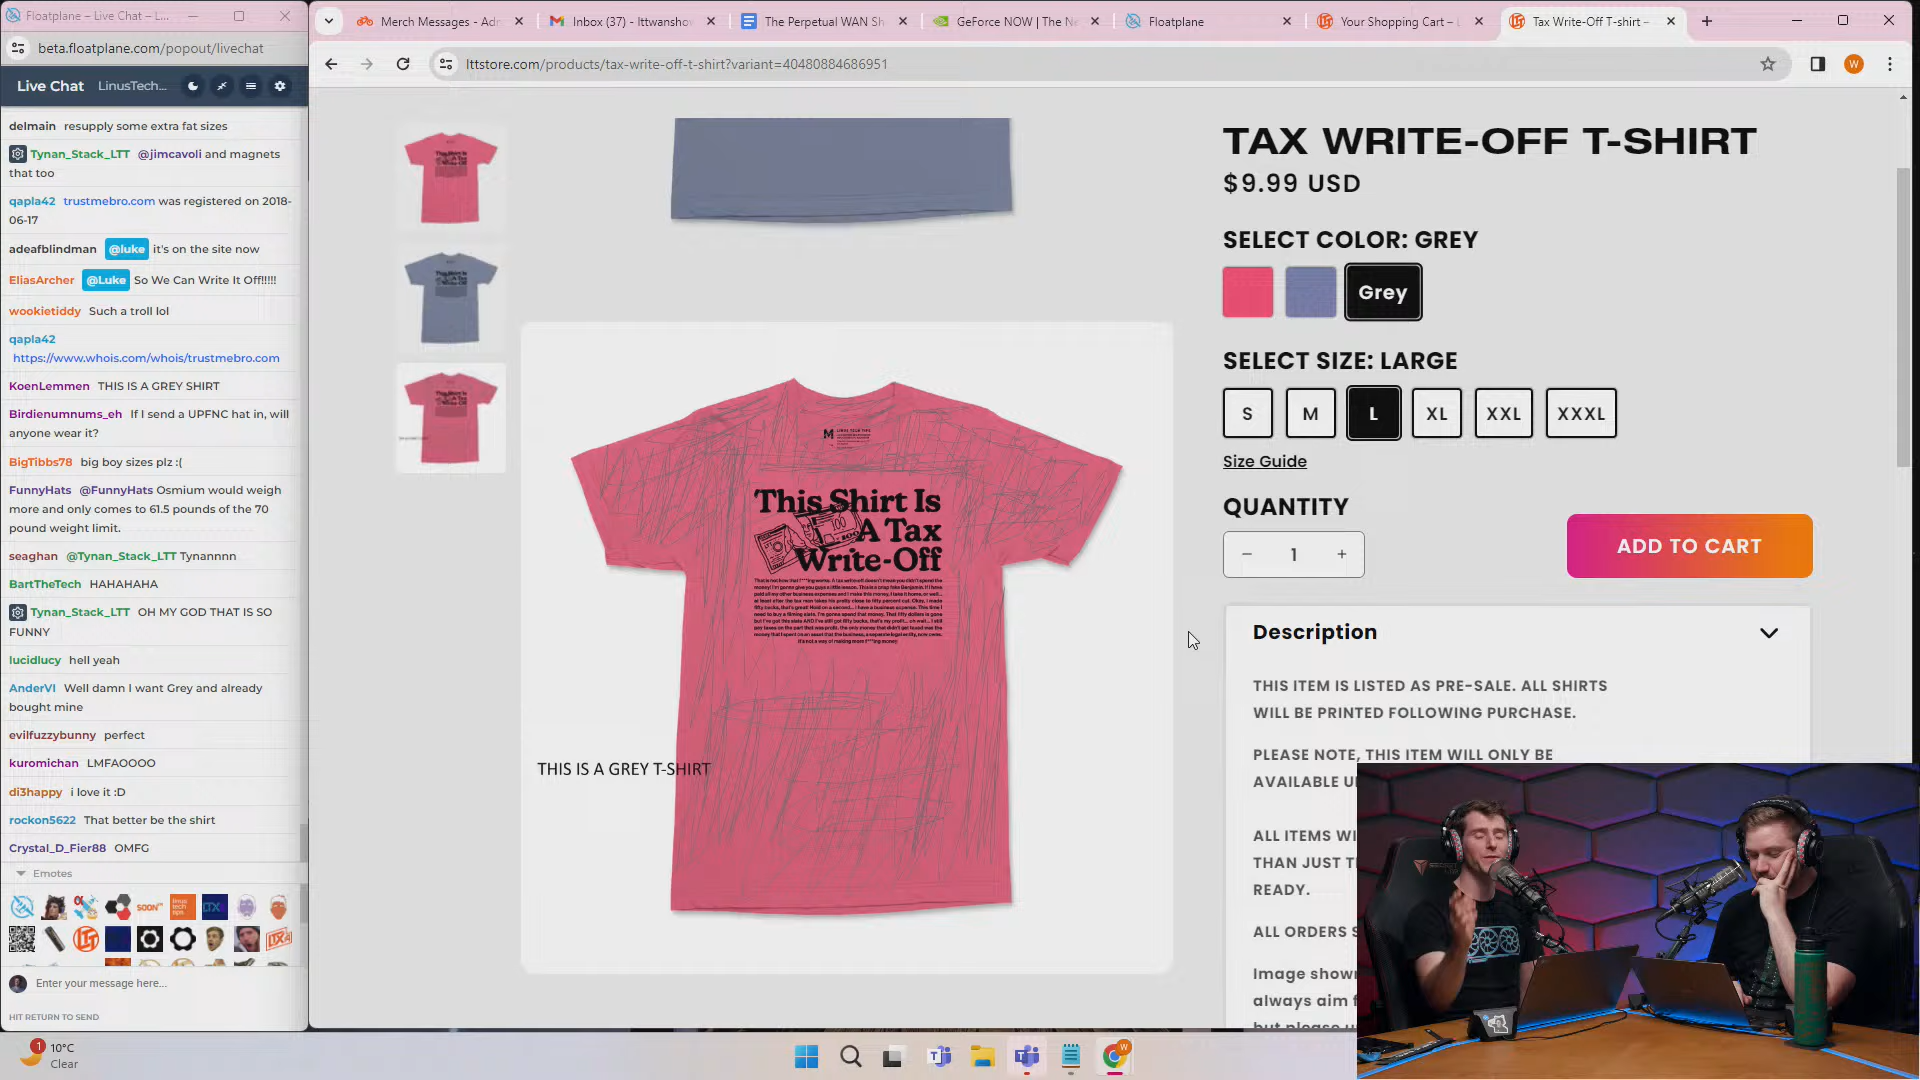 Floatplane – Live Chat – L...
beta.floatplane.com/popout/livechat
Live Chat LinusTech...
delmain resupply some extra fat sizes
Tynan_Stack_LTT @jimcavoli and magnets
that too
qapla42 trustmebro.com was registered on 2018-
06-17
adeafblindman @luke it's on the site now
EliasArcher @Luke So We Can Write It Off!!!!!
wookietiddy Such a troll lol
qapla42
https://www.whois.com/whois/trustmebro.com
KoenLemmen THIS IS A GREY SHIRT
Birdienumnums_eh If I send a UPFNC hat in, will
anyone wear it?
BigTibbs78 big boy sizes plz :(
FunnyHats @FunnyHats Osmium would weigh
more and only comes to 61.5 pounds of the 70
pound weight limit.
seaghan @Tynan_Stack_LTT Tynannnn
BartTheTech HAHAHAHA
Tynan_Stack_LTT OH MY GOD THAT IS SO
FUNNY
lucidlucy hell yeah
AnderVI Well damn I want Grey and already
bought mine
evilfuzzybunny perfect
kuromichan LMFAOOOO
di3happy i love it :D
rockon5622 That better be the shirt
Crystal_D_Fier88 OMFG
Emotes
SOON
Enter your message here...
HIT RETURN TO SEND
Merch Messages – Adm
Inbox (37) - lttwanshow
The Perpetual WAN Sh
GeForce NOW | The Ne
Floatplane
Your Shopping Cart – L
Tax Write-Off T-shirt –
lttstore.com/products/tax-write-off-t-shirt?variant=40480884686951
W
This Shirt Is
A Tax
Write-Off
THIS IS A GREY T-SHIRT
TAX WRITE-OFF T-SHIRT
$9.99 USD
SELECT COLOR: GREY
Grey
SELECT SIZE: LARGE
S M L XL XXL XXXL
Size Guide
QUANTITY
− 1 +
ADD TO CART
Description
THIS ITEM IS LISTED AS PRE-SALE. ALL SHIRTS
WILL BE PRINTED FOLLOWING PURCHASE.
PLEASE NOTE, THIS ITEM WILL ONLY BE
AVAILABLE
ALL ITEMS
THAN JUST
READY.
ALL ORDERS
Image shown
always aim
but please
1
10°C
Clear